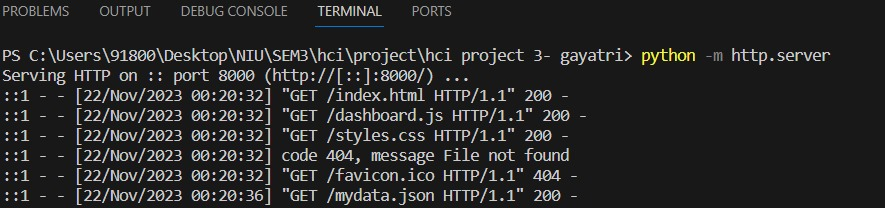 PROBLEMS OUTPUT DEBUG CONSOLE TERMINAL PORTS
PS C:\Users\91800\Desktop\NIU\SEM3\hci\project\hci project 3- gayatri> python -m http.server
Serving HTTP on :: port 8000 (http://[::]:8000/) ...
::1 - - [22/Nov/2023 00:20:32] "GET /index.html HTTP/1.1" 200 -
::1 - - [22/Nov/2023 00:20:32] "GET /dashboard.js HTTP/1.1" 200 -
::1 - - [22/Nov/2023 00:20:32] "GET /styles.css HTTP/1.1" 200 -
::1 - - [22/Nov/2023 00:20:32] code 404, message File not found
::1 - - [22/Nov/2023 00:20:32] "GET /favicon.ico HTTP/1.1" 404 -
::1 - - [22/Nov/2023 00:20:36] "GET /mydata.json HTTP/1.1" 200 -